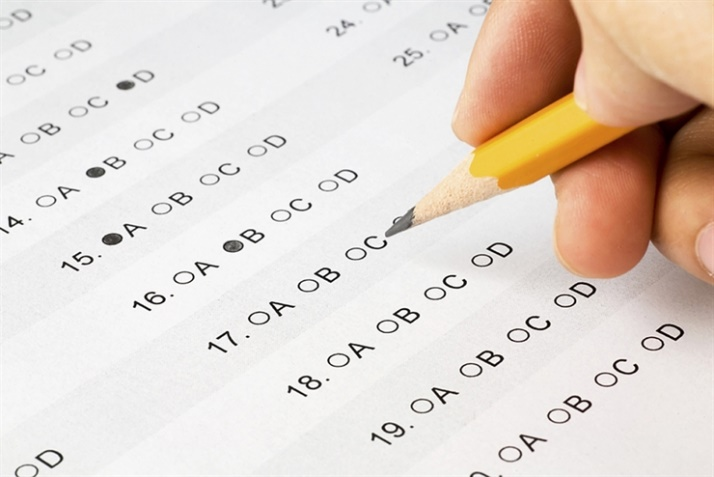 D
C D
A B C D
14. A B C D
15. A B C D
16. A B C D
17. A B C
18. A B C D
19. A B C D
A B C D
D
24.
25. A B